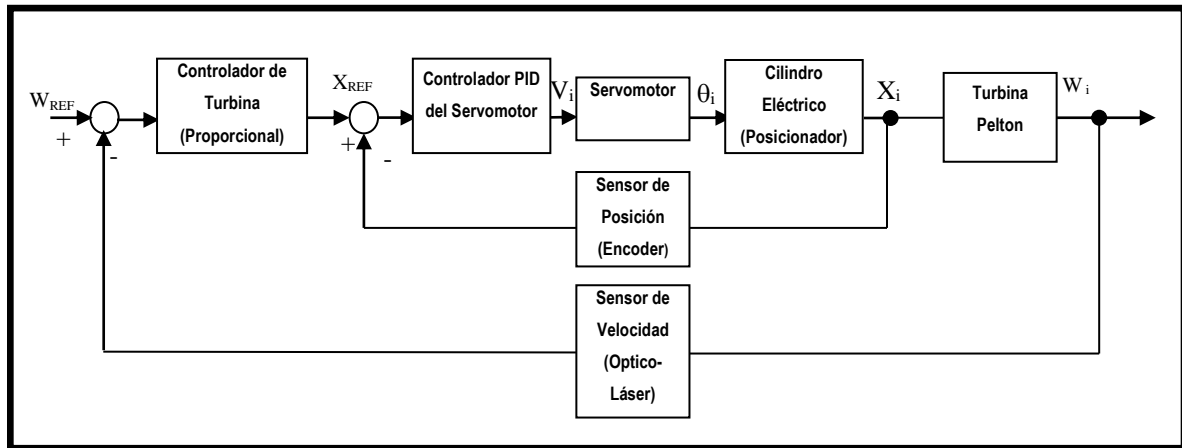 W_REF
+
-
Controlador de
Turbina
(Proporcional)
X_REF
+
-
Controlador PID
del Servomotor
V_i
Servomotor
θ_i
Cilindro
Eléctrico
(Posicionador)
X_i
Turbina
Pelton
W_i
Sensor de
Posición
(Encoder)
Sensor de
Velocidad
(Optico-
Láser)